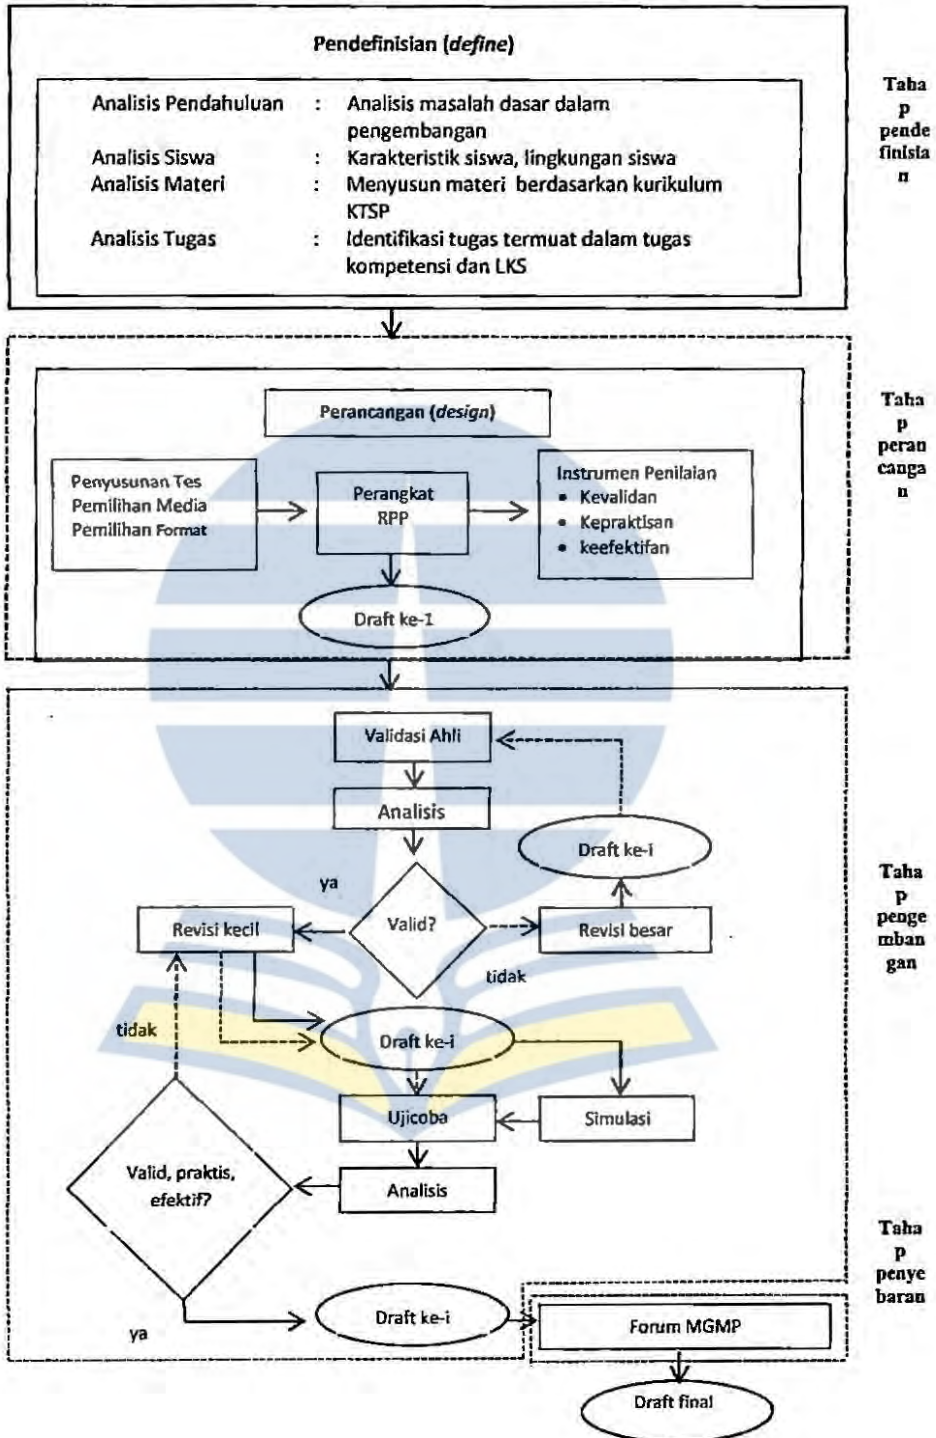 Pendefinisian (define)
Analisis Pendahuluan : Analisis masalah dasar dalam
pengembangan
Analisis Siswa : Karakteristik siswa, lingkungan siswa
Analisis Materi : Menyusun materi berdasarkan kurikulum
KTSP
Analisis Tugas : Identifikasi tugas termuat dalam tugas
kompetensi dan LKS
Taha
p
pende
finisia
n
Perancangan (design)
Penyusunan Tes
Pemilihan Media
Pemilihan Format
Perangkat
RPP
Instrumen Penilaian
• Kevalidan
• Kepraktisan
• keefektifan
Draft ke-1
Taha
p
peran
canga
n
Validasi Ahli
Analisis
Draft ke-i
ya
Valid?
Revisi kecil
Revisi besar
tidak
tidak
Draft ke-i
Ujicoba
Simulasi
Valid, praktis,
efektif?
Analisis
Taha
p
penge
mban
gan
ya
Draft ke-i
Forum MGMP
Draft final
Taha
p
penye
baran